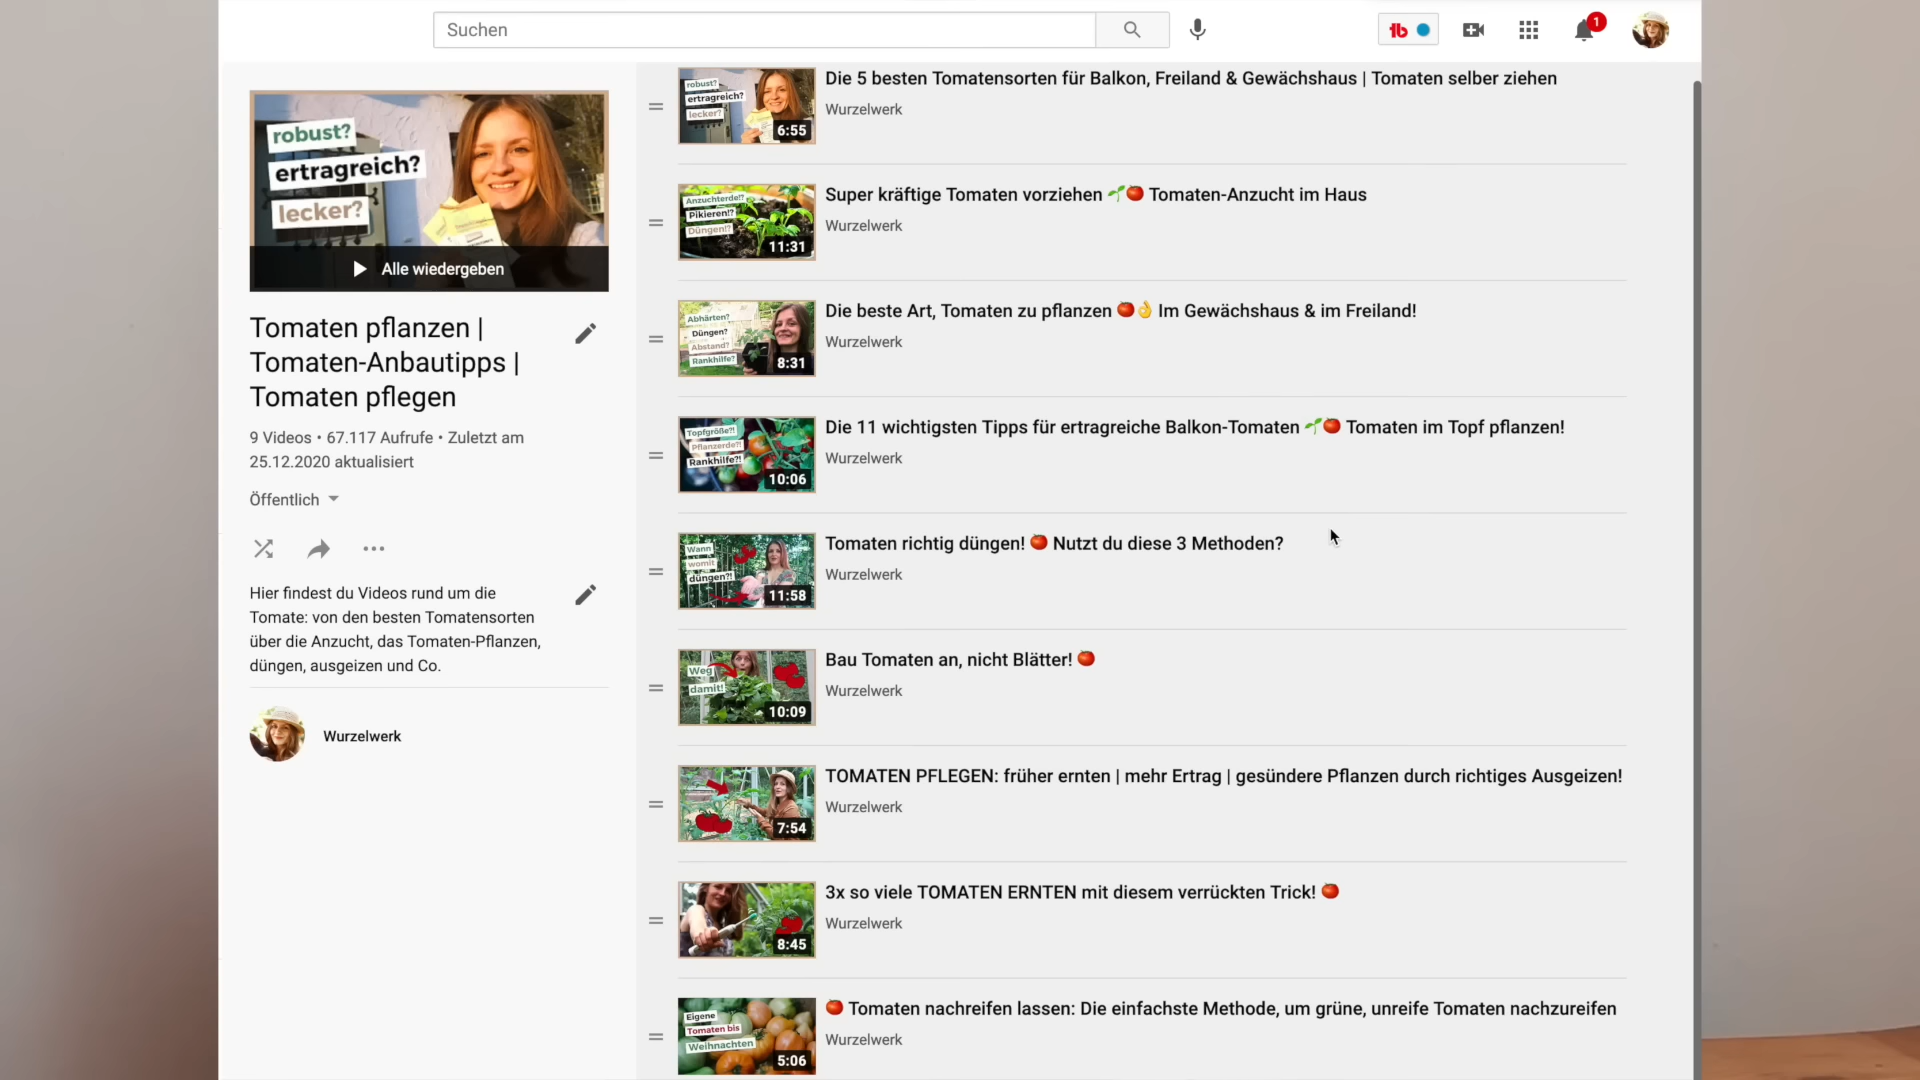 Suchen
1
robust?
ertragreich?
lecker?
Alle wiedergeben
Tomaten pflanzen |
Tomaten-Anbautipps |
Tomaten pflegen
9 Videos • 67.117 Aufrufe • Zuletzt am
25.12.2020 aktualisiert
Öffentlich
Hier findest du Videos rund um die
Tomate: von den besten Tomatensorten
über die Anzucht, das Tomaten-Pflanzen,
düngen, ausgeizen und Co.
Wurzelwerk
robust?
ertragreich?
lecker?
6:55
Die 5 besten Tomatensorten für Balkon, Freiland & Gewächshaus | Tomaten selber ziehen
Wurzelwerk
Anzuchterde!?
Pikieren!?
Düngen!?
11:31
Super kräftige Tomaten vorziehen 🌱🍅 Tomaten-Anzucht im Haus
Wurzelwerk
Abhärten?
Düngen?
Abstand?
Rankhilfe?
8:31
Die beste Art, Tomaten zu pflanzen 🍅👌 Im Gewächshaus & im Freiland!
Wurzelwerk
Topfgröße?!
Pflanzerde?!
Rankhilfe?!
10:06
Die 11 wichtigsten Tipps für ertragreiche Balkon-Tomaten 🌱🍅 Tomaten im Topf pflanzen!
Wurzelwerk
Wann
womit
düngen?!
11:58
Tomaten richtig düngen! 🍅 Nutzt du diese 3 Methoden?
Wurzelwerk
Weg
damit!
10:09
Bau Tomaten an, nicht Blätter! 🍅
Wurzelwerk
7:54
TOMATEN PFLEGEN: früher ernten | mehr Ertrag | gesündere Pflanzen durch richtiges Ausgeizen!
Wurzelwerk
8:45
3x so viele TOMATEN ERNTEN mit diesem verrückten Trick! 🍅
Wurzelwerk
Eigene
Tomaten bis
Weihnachten
5:06
🍅 Tomaten nachreifen lassen: Die einfachste Methode, um grüne, unreife Tomaten nachzureifen
Wurzelwerk